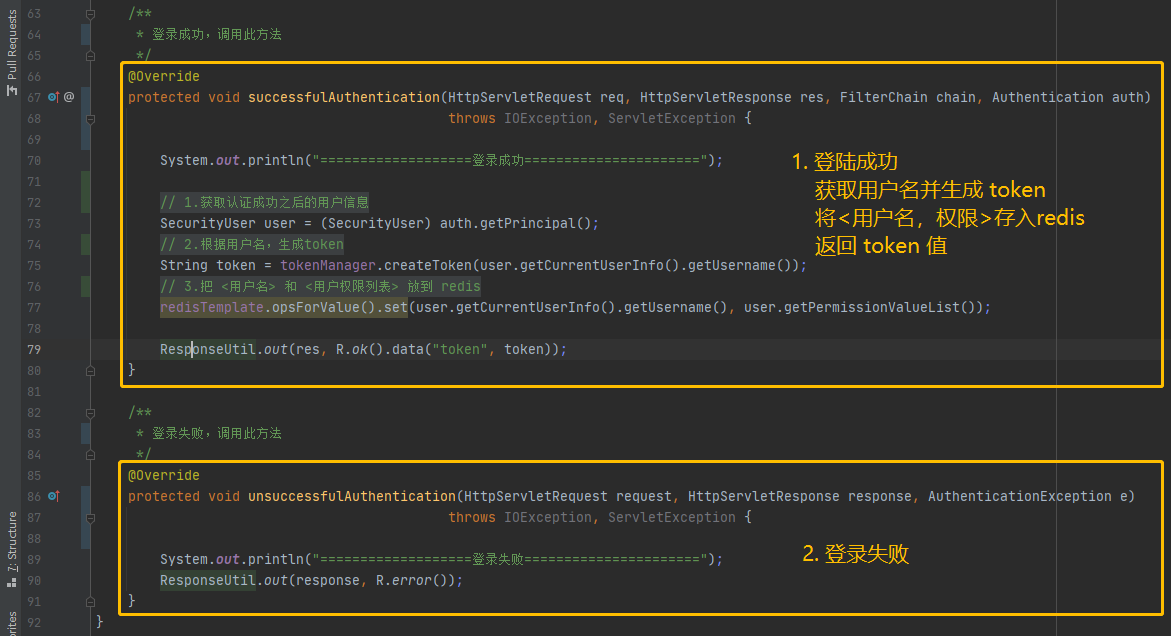 Pull Requests
7: Structure
63 /**
64 * 登录成功，调用此方法
65 */
66 @Override
67 @ protected void successfulAuthentication(HttpServletRequest req, HttpServletResponse res, FilterChain chain, Authentication auth)
68 throws IOException, ServletException {
69
70 System.out.println("===================登录成功======================");
71
72 // 1.获取认证成功之后的用户信息
73 SecurityUser user = (SecurityUser) auth.getPrincipal();
74 // 2.根据用户名，生成token
75 String token = tokenManager.createToken(user.getCurrentUserInfo().getUsername());
76 // 3.把 <用户名> 和 <用户权限列表> 放到 redis
77 redisTemplate.opsForValue().set(user.getCurrentUserInfo().getUsername(), user.getPermissionValueList());
78
79 ResponseUtil.out(res, R.ok().data("token", token));
80 }
1. 登陆成功
获取用户名并生成 token
将<用户名，权限>存入redis
返回 token 值
81
82 /**
83 * 登录失败，调用此方法
84 */
85 @Override
86 protected void unsuccessfulAuthentication(HttpServletRequest request, HttpServletResponse response, AuthenticationException e)
87 throws IOException, ServletException {
88
89 System.out.println("===================登录失败======================");
90 ResponseUtil.out(response, R.error());
91 }
2. 登录失败
92 }